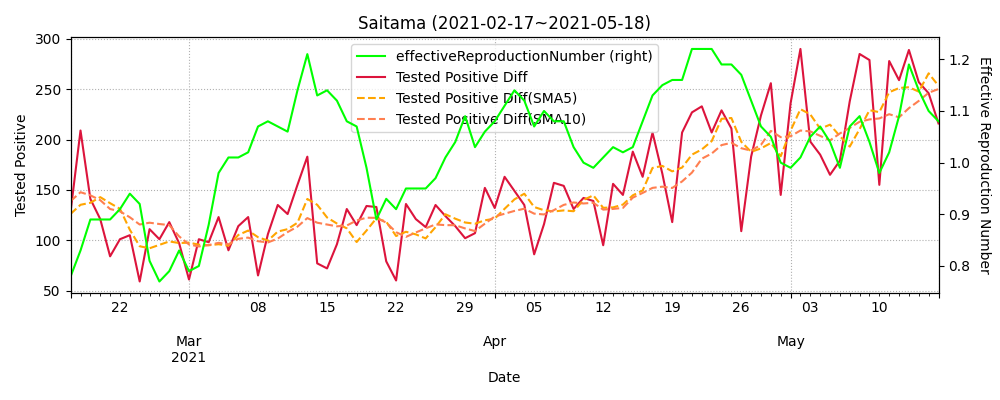 Saitama (2021-02-17~2021-05-18)
effectiveReproductionNumber (right)
Tested Positive Diff
Tested Positive Diff(SMA5)
Tested Positive Diff(SMA10)
Tested Positive
300
250
200
150
100
50
1.2
1.1
1.0
0.9
0.8
Effective Reproduction Number
22 08 15 22 29 05 12 19 26 03 10
Mar Apr May
2021
Date